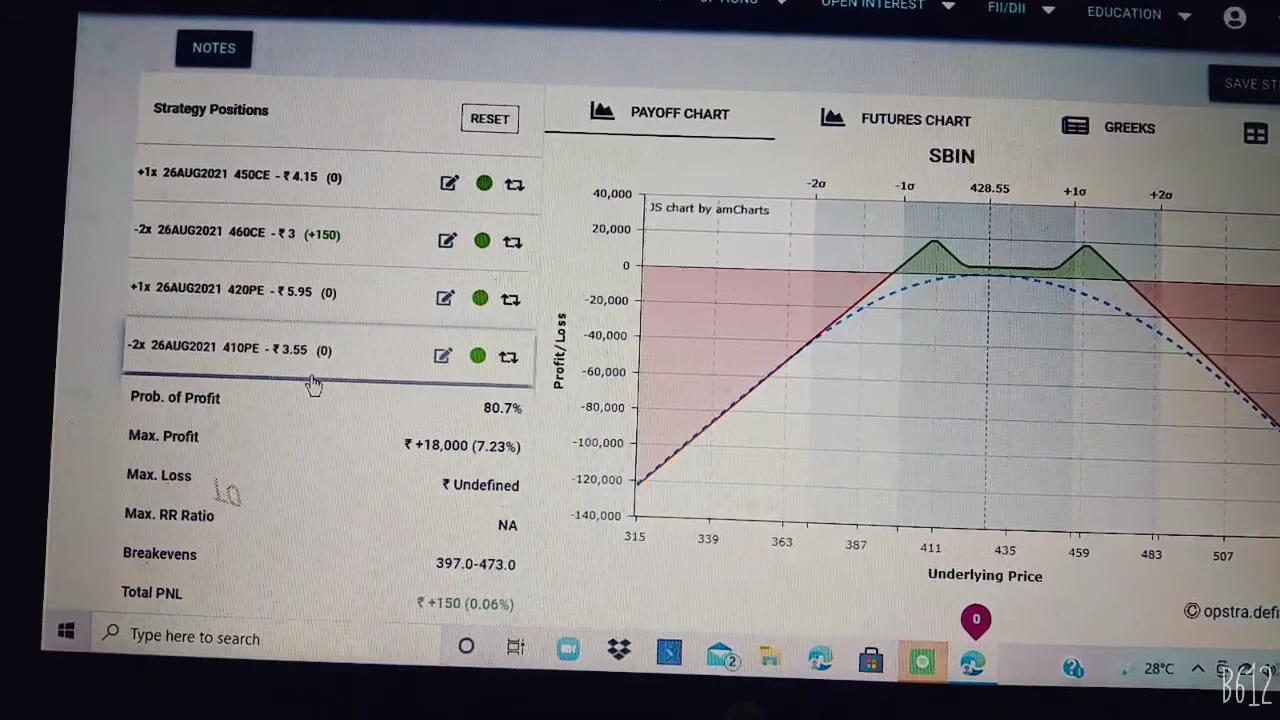 OPTIONS OPEN INTEREST FII/DII EDUCATION
NOTES
SAVE ST
Strategy Positions RESET
PAYOFF CHART FUTURES CHART GREEKS
SBIN
+1x 26AUG2021 450CE - ₹ 4.15 (0)
-2x 26AUG2021 460CE - ₹ 3 (+150)
+1x 26AUG2021 420PE - ₹ 5.95 (0)
-2x 26AUG2021 410PE - ₹ 3.55 (0)
Prob. of Profit 80.7%
Max. Profit ₹ +18,000 (7.23%)
Max. Loss ₹ Undefined
Max. RR Ratio NA
Breakevens 397.0-473.0
Total PNL ₹ +150 (0.06%)
-2σ -1σ 428.55 +1σ +2σ
JS chart by amCharts
40,000
20,000
0
-20,000
-40,000
-60,000
-80,000
-100,000
-120,000
-140,000
Profit/Loss
315 339 363 387 411 435 459 483 507
Underlying Price
© opstra.defi
0
Type here to search
2
28°C
B612